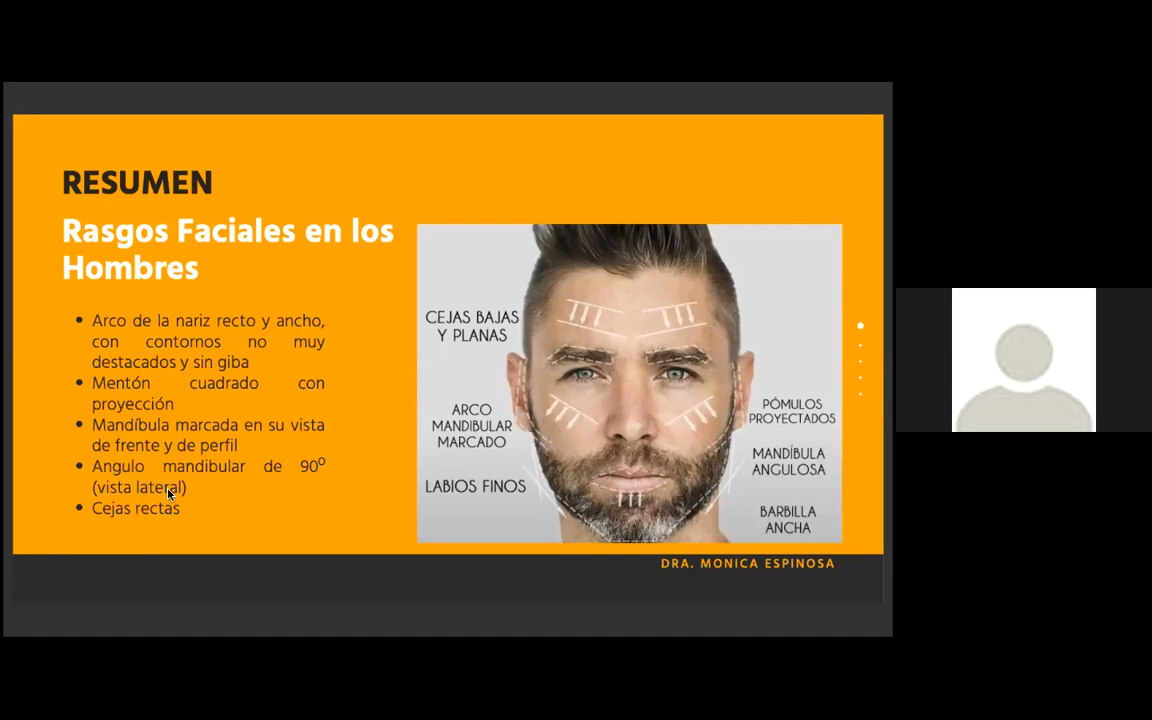 RESUMEN
Rasgos Faciales en los
Hombres
• Arco de la nariz recto y ancho,
con contornos no muy
destacados y sin giba
• Mentón cuadrado con
proyección
• Mandíbula marcada en su vista
de frente y de perfil
• Angulo mandibular de 90º
(vista lateral)
• Cejas rectas
CEJAS BAJAS
Y PLANAS
ARCO
MANDIBULAR
MARCADO
LABIOS FINOS
PÓMULOS
PROYECTADOS
MANDÍBULA
ANGULOSA
BARBILLA
ANCHA
DRA. MONICA ESPINOSA